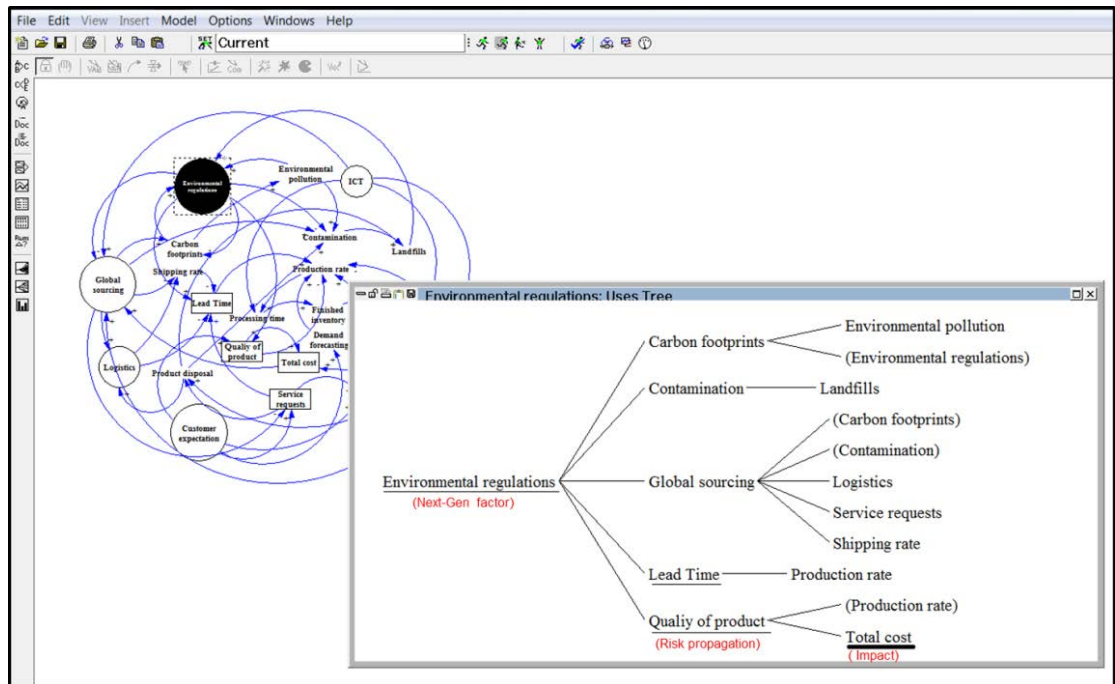 File Edit View Insert Model Options Windows Help
SET Current
Doc
Doc
Runs
Environmental
regulations
Environmental
pollution
ICT
Carbon
footprints
Contamination
Landfills
Shipping rate
Production rate
Global
sourcing
Lead Time
Processing time
Finished
inventory
Demand
forecasting
Qualiy of
product
Total cost
Logistics
Product disposal
Service
requests
Customer
expectation
Environmental regulations: Uses Tree
Environmental pollution
Carbon footprints
(Environmental regulations)
Contamination
Landfills
(Carbon footprints)
(Contamination)
Environmental regulations
Global sourcing
Logistics
(Next-Gen factor)
Service requests
Shipping rate
Lead Time
Production rate
(Production rate)
Qualiy of product
Total cost
(Risk propagation)
( Impact)